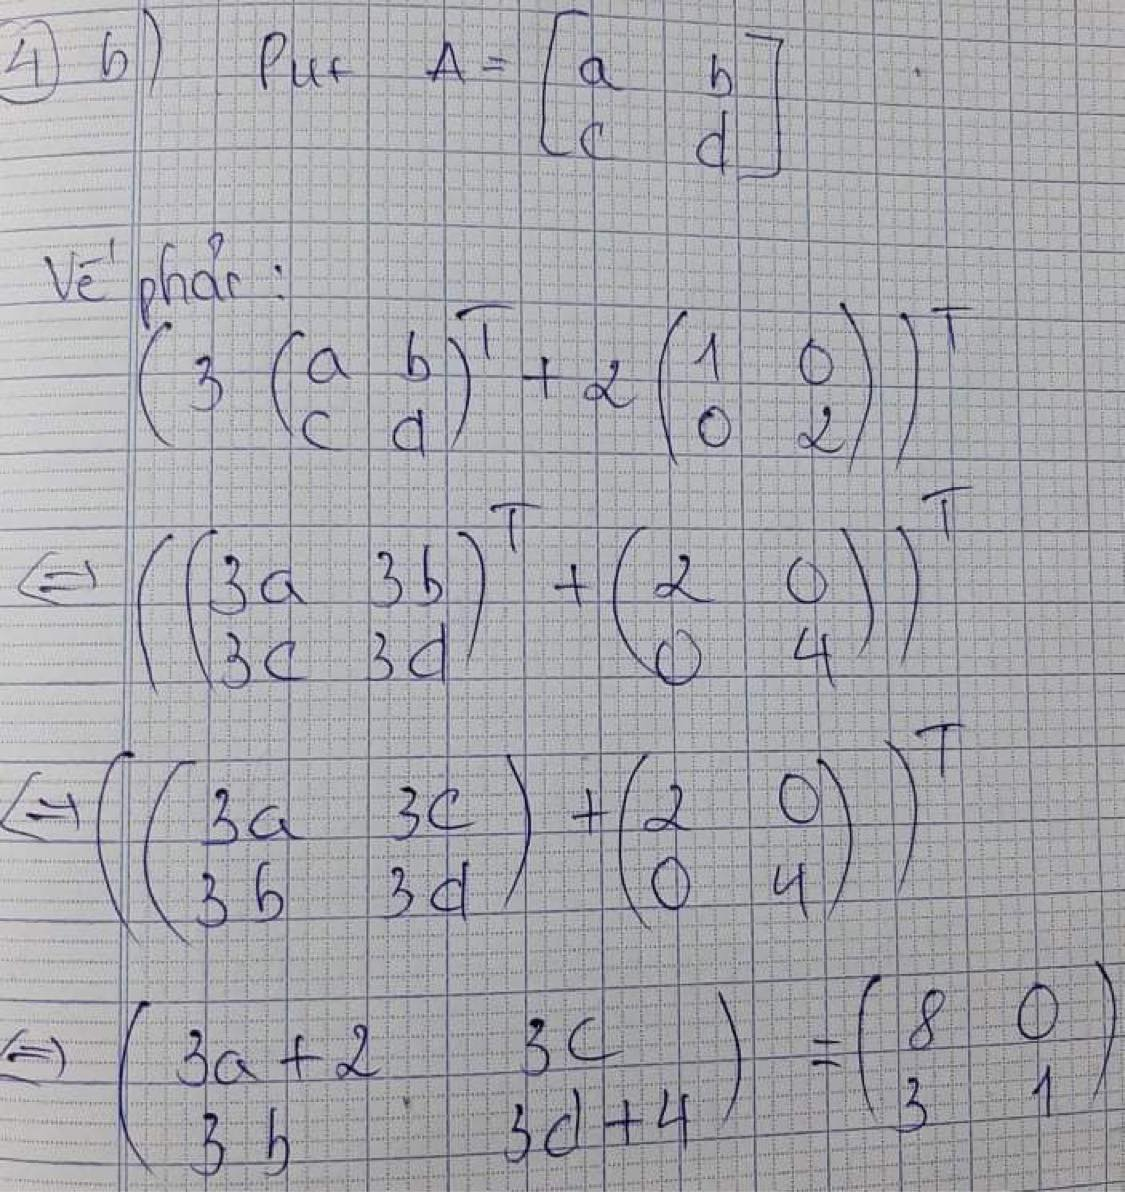 4 b) Put A = [a b
c d]
Vế phải:
(3 (a b
c d)^T + 2 (1 0
0 2))^T
⇔ ((3a 3b
3c 3d)^T + (2 0
0 4))^T
⇔ ((3a 3c
3b 3d) + (2 0
0 4))^T
⇔ (3a+2 3c
3b 3d+4) = (8 0
3 1)